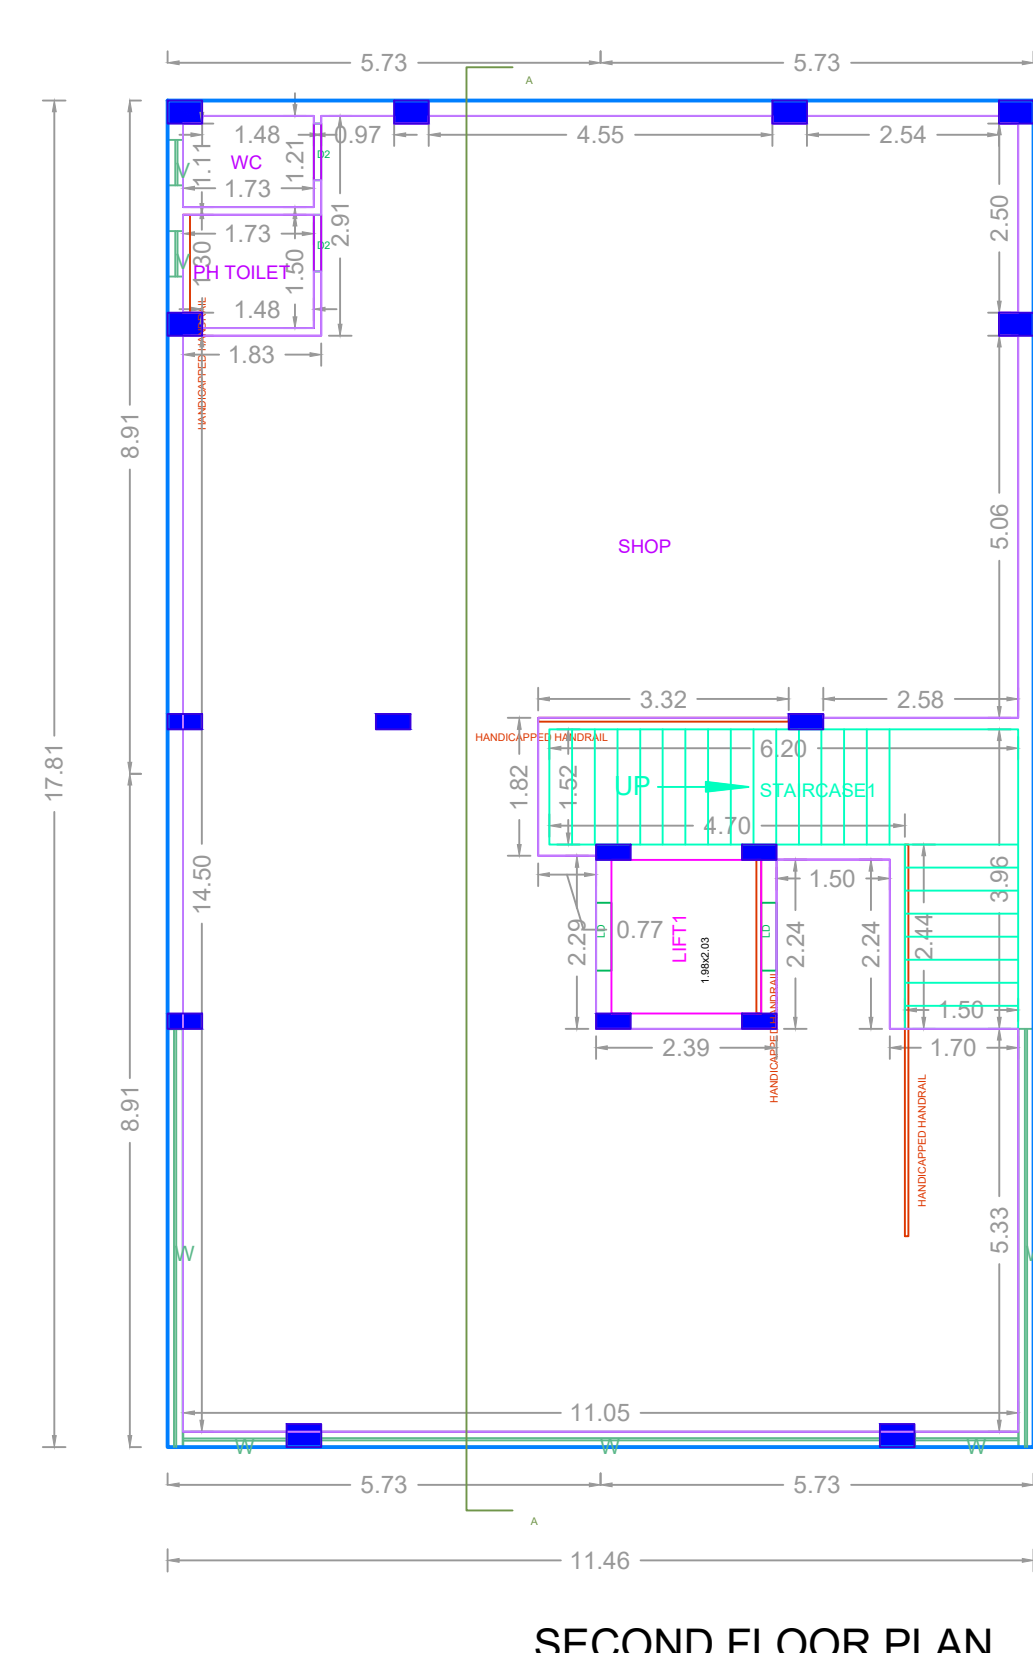 5.73
5.73
A
1.48
0.97
4.55
2.54
1.11
WC
1.21
D2
V
1.73
2.91
2.50
1.73
D2
V
1.30
PH TOILET
1.50
1.48
HANDICAPPED HANDRAIL
1.83
8.91
5.06
SHOP
3.32
2.58
HANDICAPPED HANDRAIL
6.20
17.81
1.82
1.52
UP
STAIRCASE1
4.70
14.50
1.50
3.96
2.29
LD
0.77
LIFT1
1.98x2.03
LD
2.24
2.24
2.44
1.50
HANDICAPPED HANDRAIL
2.39
1.70
8.91
HANDICAPPED HANDRAIL
5.33
W
W
11.05
W
W
W
5.73
5.73
A
11.46
SECOND FLOOR PLAN